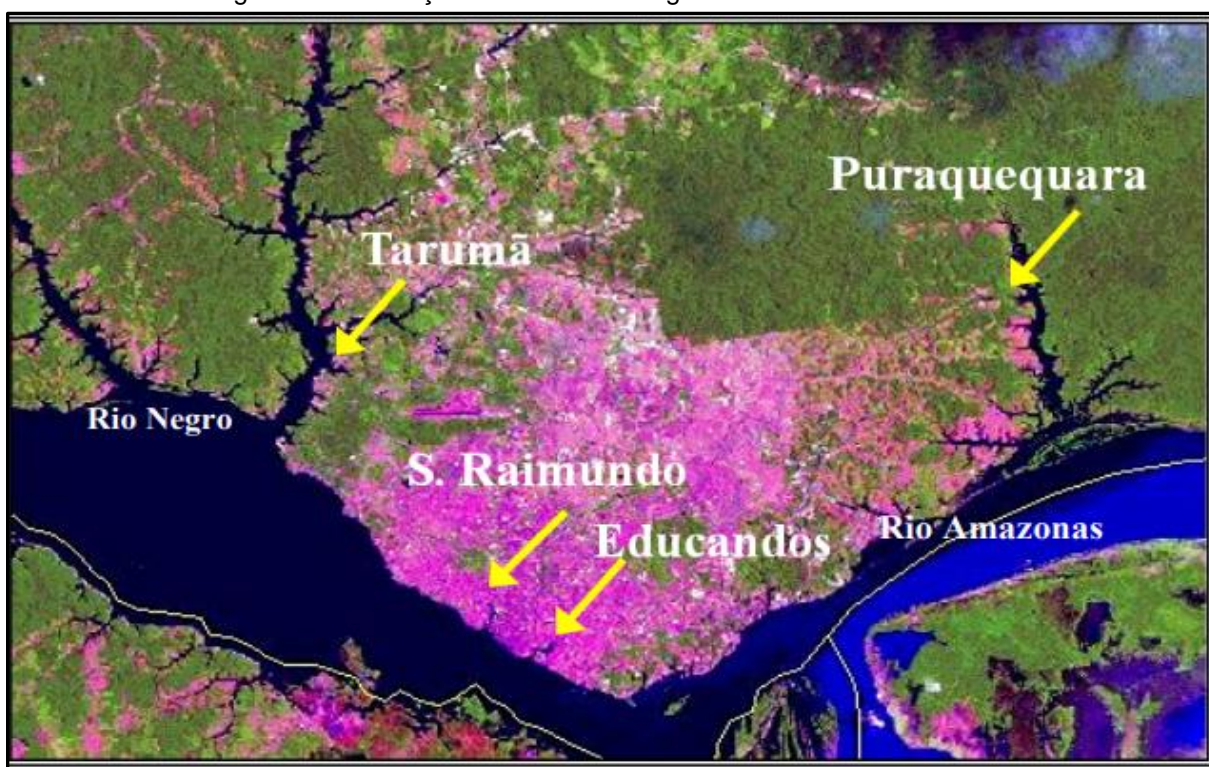 Puraquequara
Tarumã
Rio Negro
S. Raimundo
Educandos
Rio Amazonas